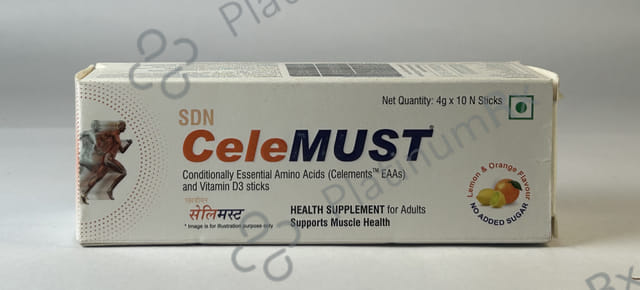 Net Quantity: 4g x 10 N Sticks
SDN
CeleMUST
Conditionally Essential Amino Acids (Celements™ EAAs)
and Vitamin D3 sticks
सेलिमस्ट
* Image is for illustration purpose only
HEALTH SUPPLEMENT for Adults
Supports Muscle Health
Lemon & Orange Flavour
NO ADDED SUGAR
PlatinumRx